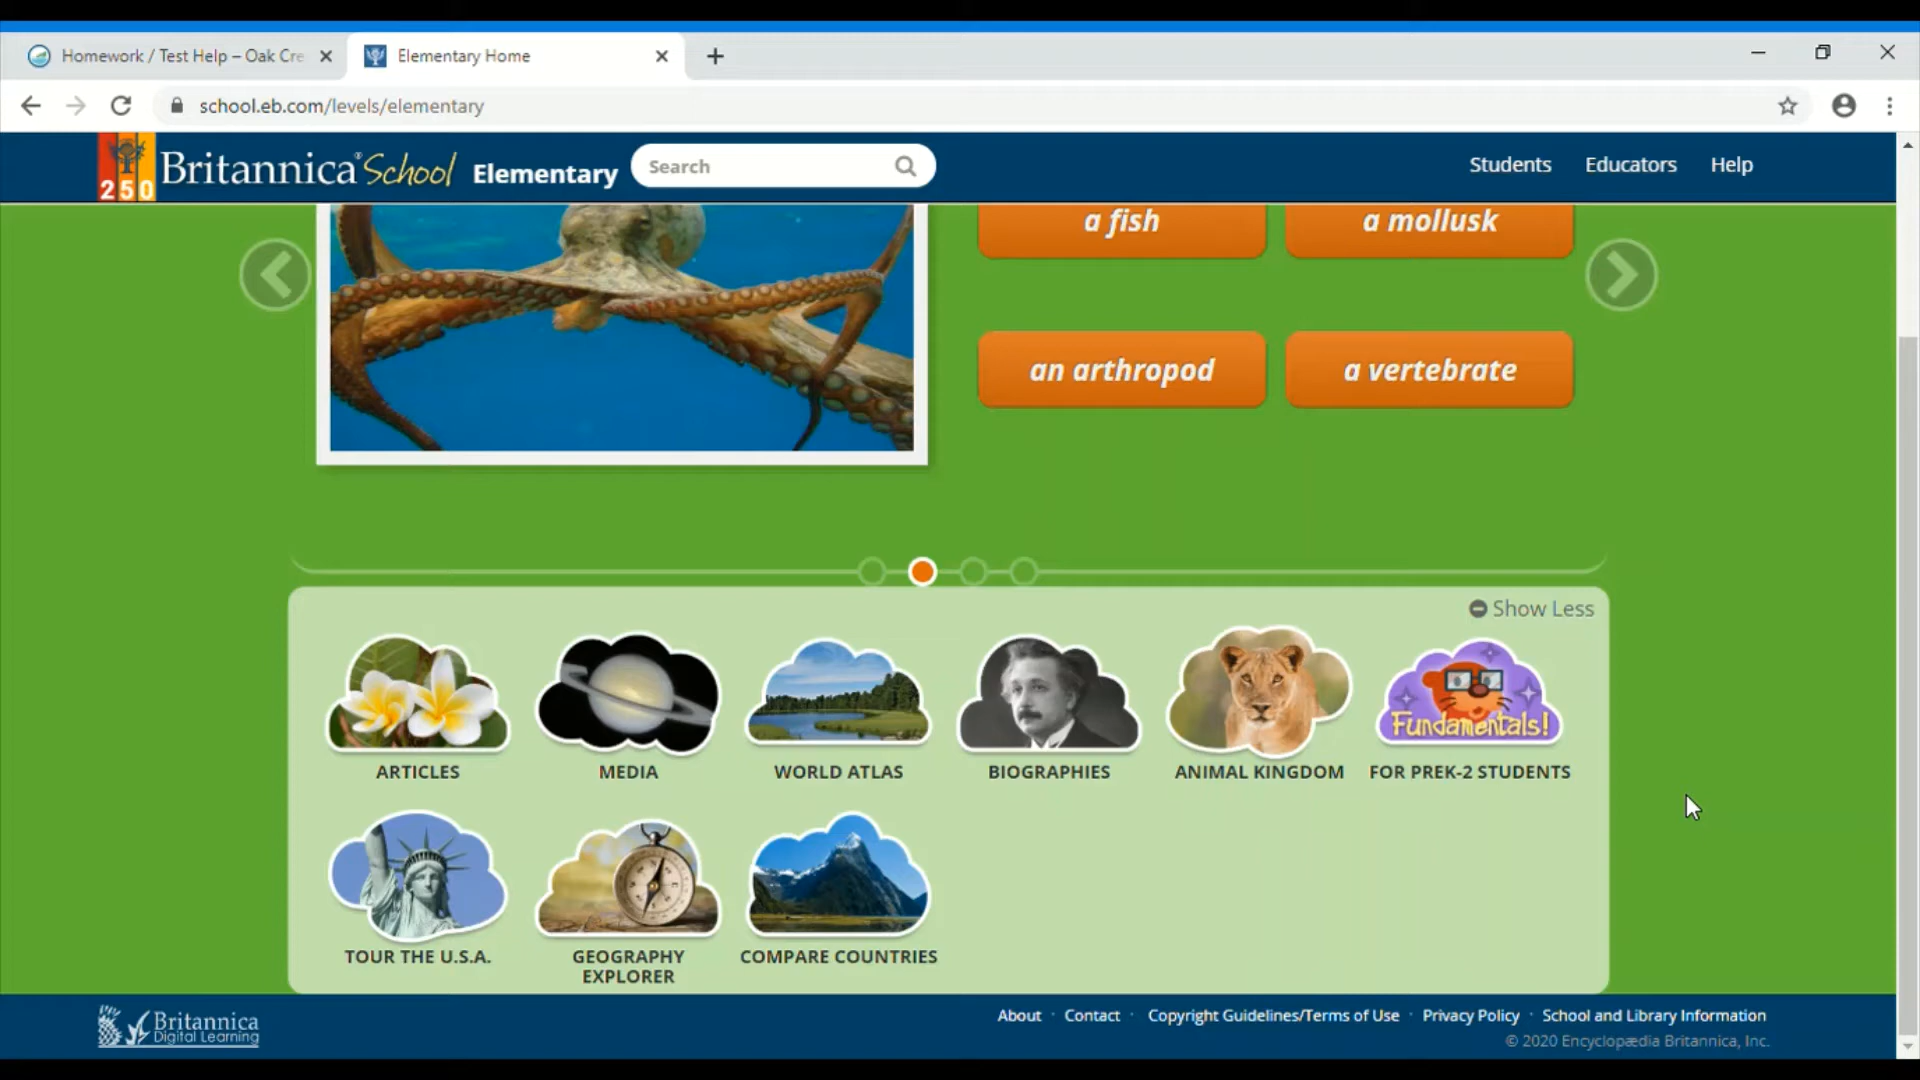 Homework / Test Help – Oak Cre
Elementary Home
school.eb.com/levels/elementary
250
Britannica School Elementary
Search
Students
Educators
Help
a fish
a mollusk
an arthropod
a vertebrate
Show Less
Fundamentals!
ARTICLES
MEDIA
WORLD ATLAS
BIOGRAPHIES
ANIMAL KINGDOM
FOR PREK-2 STUDENTS
TOUR THE U.S.A.
GEOGRAPHY
EXPLORER
COMPARE COUNTRIES
Britannica
Digital Learning
About · Contact · Copyright Guidelines/Terms of Use · Privacy Policy · School and Library Information
© 2020 Encyclopædia Britannica, Inc.